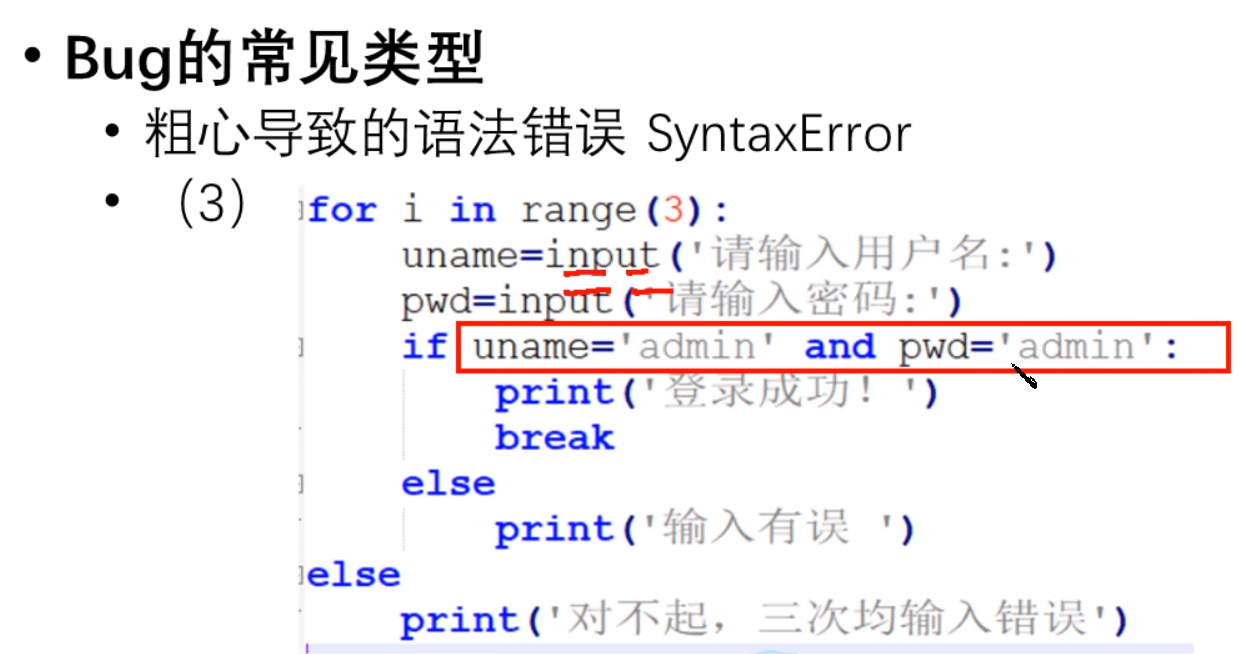 • Bug的常见类型
• 粗心导致的语法错误 SyntaxError
• （3）
for i in range(3):
    uname=input('请输入用户名:')
    pwd=input('请输入密码:')
    if uname='admin' and pwd='admin':
        print('登录成功! ')
        break
    else
        print('输入有误 ')
else
    print('对不起，三次均输入错误')